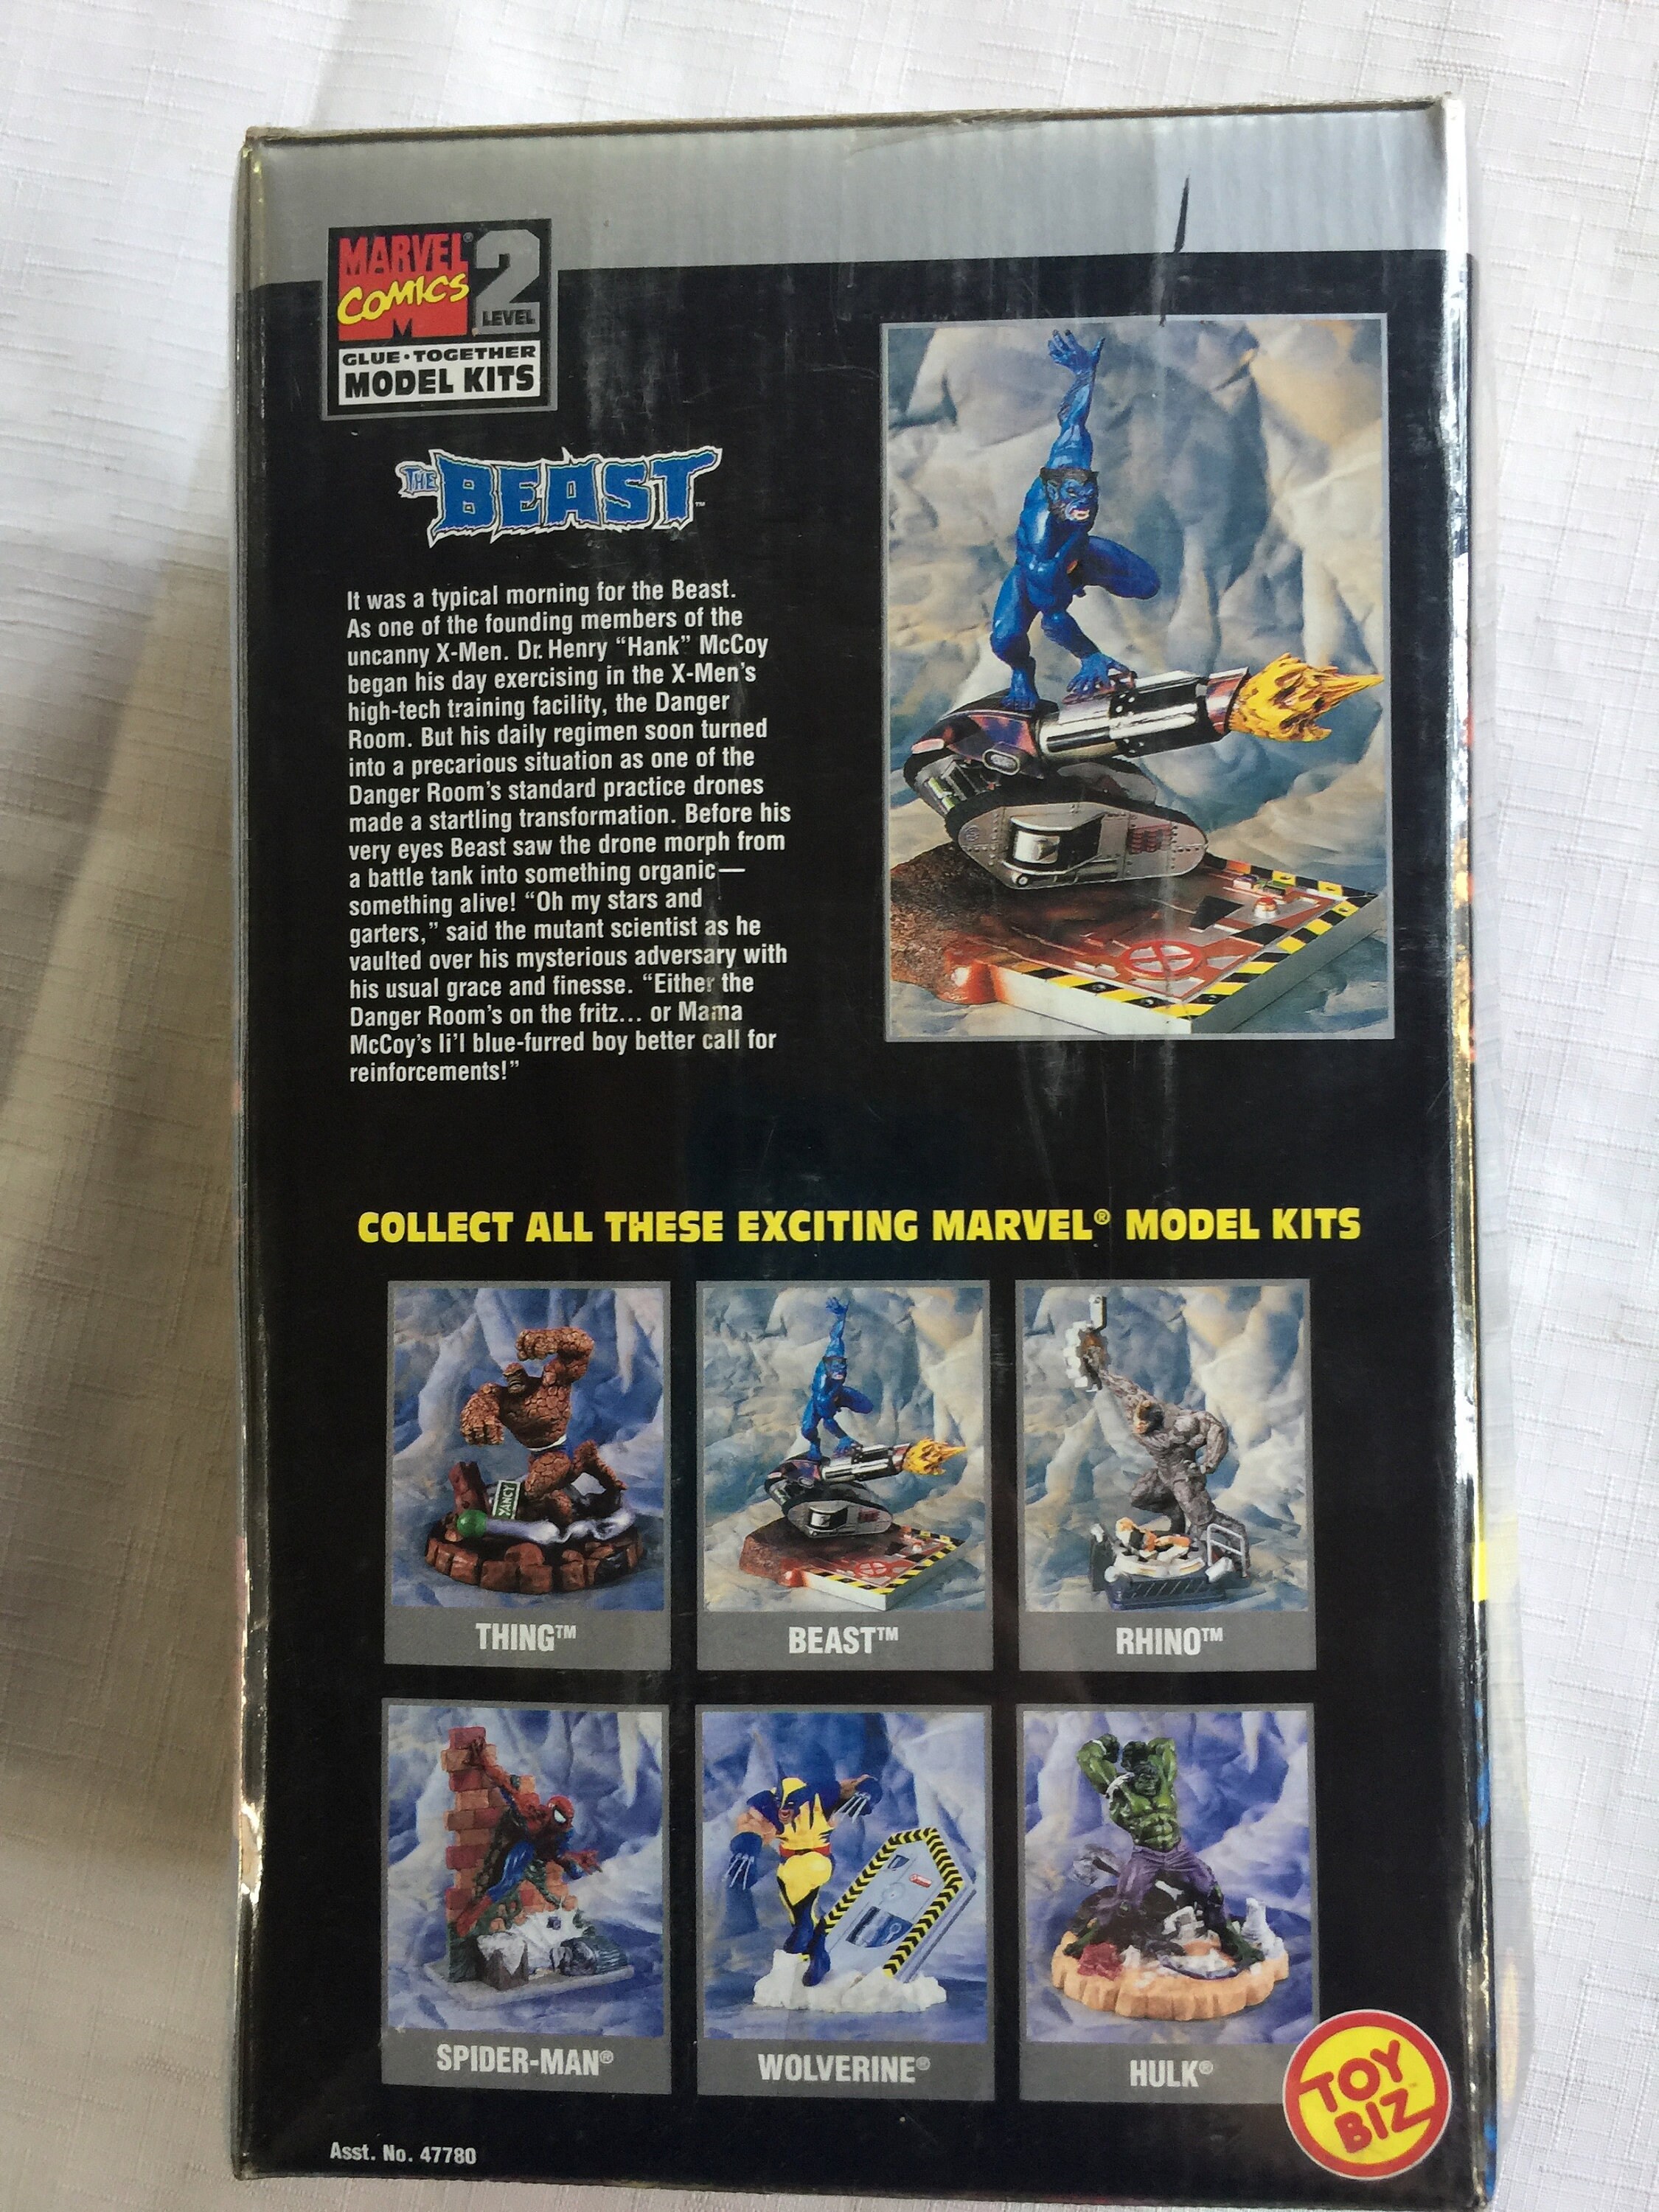 MARVEL®
COMICS
M
2
LEVEL
GLUE•TOGETHER
MODEL KITS
THE
BEAST™
It was a typical morning for the Beast.
As one of the founding members of the
uncanny X-Men. Dr. Henry “Hank” McCoy
began his day exercising in the X-Men’s
high-tech training facility, the Danger
Room. But his daily regimen soon turned
into a precarious situation as one of the
Danger Room’s standard practice drones
made a startling transformation. Before his
very eyes Beast saw the drone morph from
a battle tank into something organic—
something alive! “Oh my stars and
garters,” said the mutant scientist as he
vaulted over his mysterious adversary with
his usual grace and finesse. “Either the
Danger Room’s on the fritz... or Mama
McCoy’s li’l blue-furred boy better call for
reinforcements!”
COLLECT ALL THESE EXCITING MARVEL® MODEL KITS
YANCY
THING™
BEAST™
RHINO™
SPIDER-MAN®
WOLVERINE®
HULK®
TOY
BIZ
Asst. No. 47780